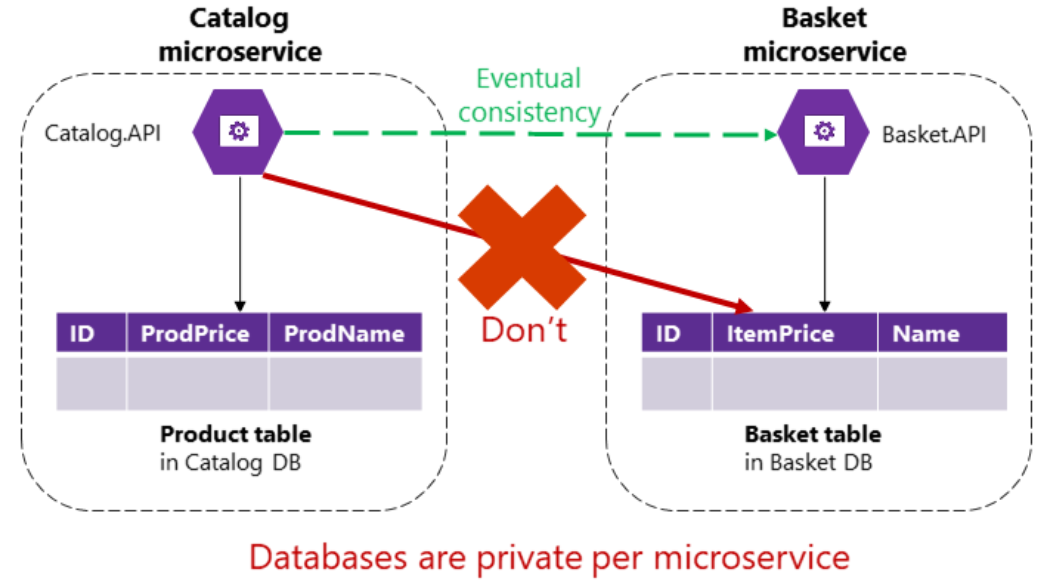 Catalog
microservice
Basket
microservice
Eventual
consistency
Catalog.API
Basket.API
Don’t
ID ProdPrice ProdName
ID ItemPrice Name
Product table
in Catalog DB
Basket table
in Basket DB
Databases are private per microservice